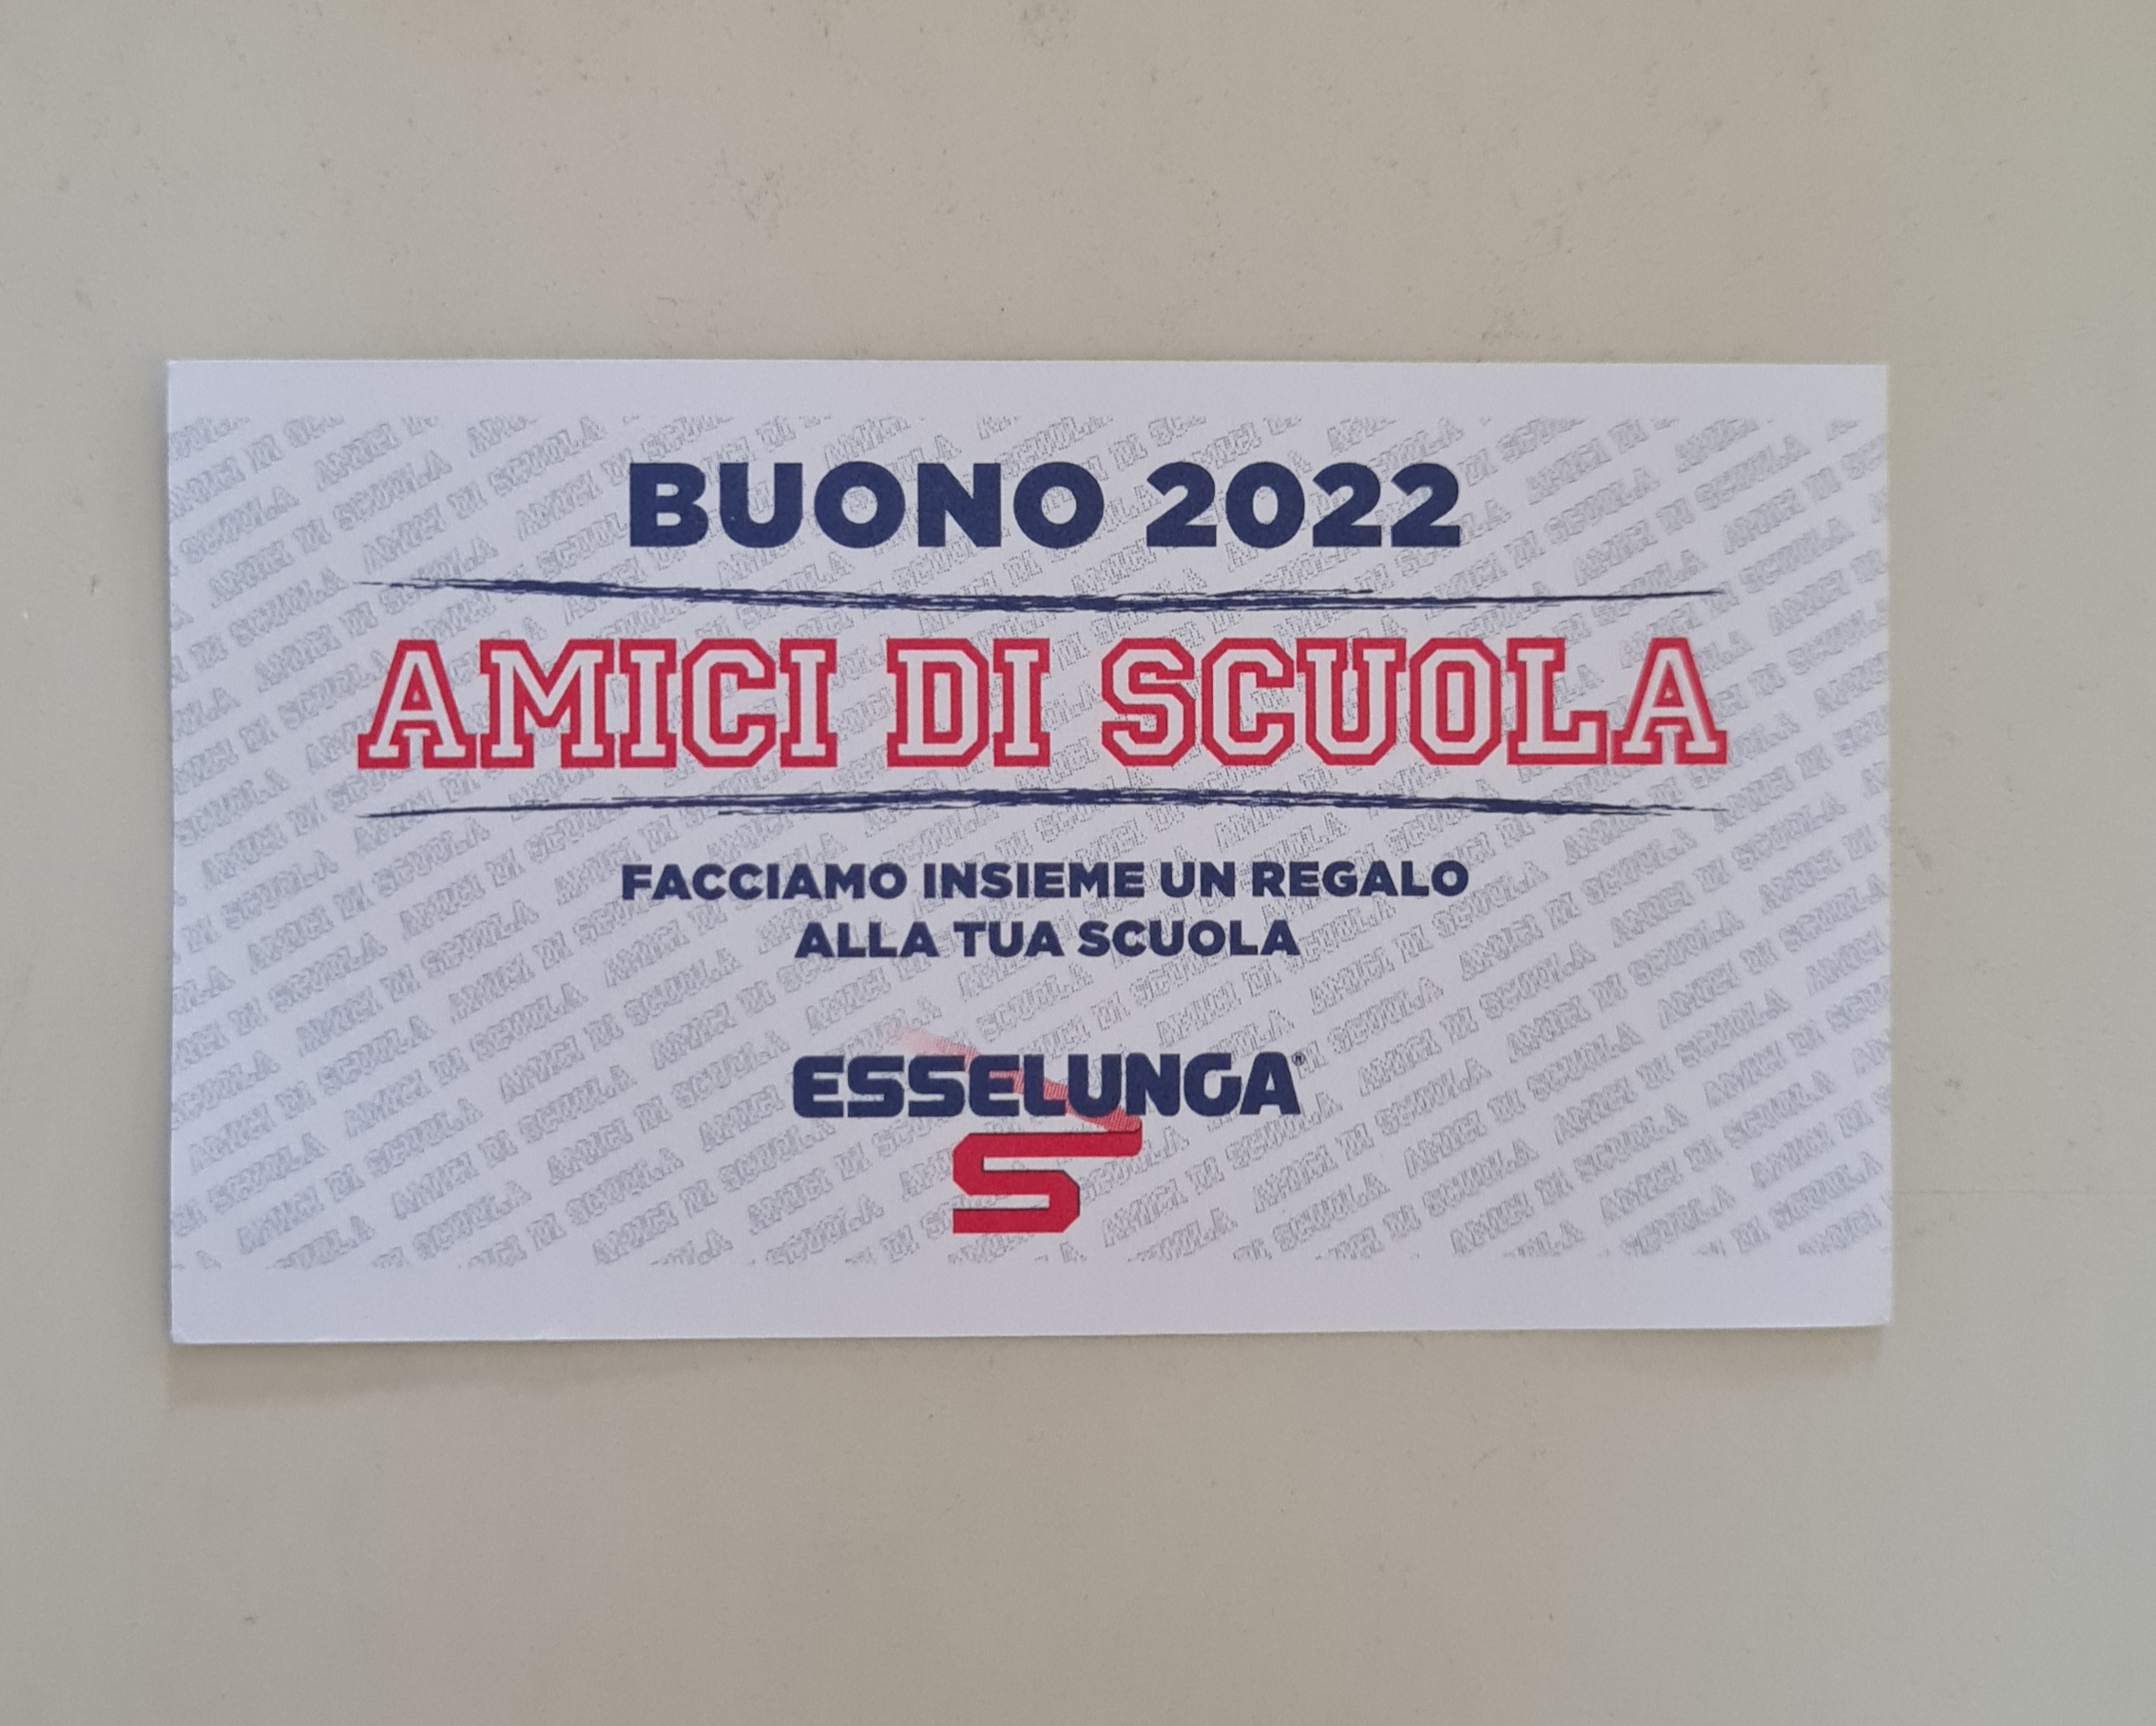 BUONO 2022
AMICI DI SCUOLA
FACCIAMO INSIEME UN REGALO
ALLA TUA SCUOLA
ESSELUNGA®
S